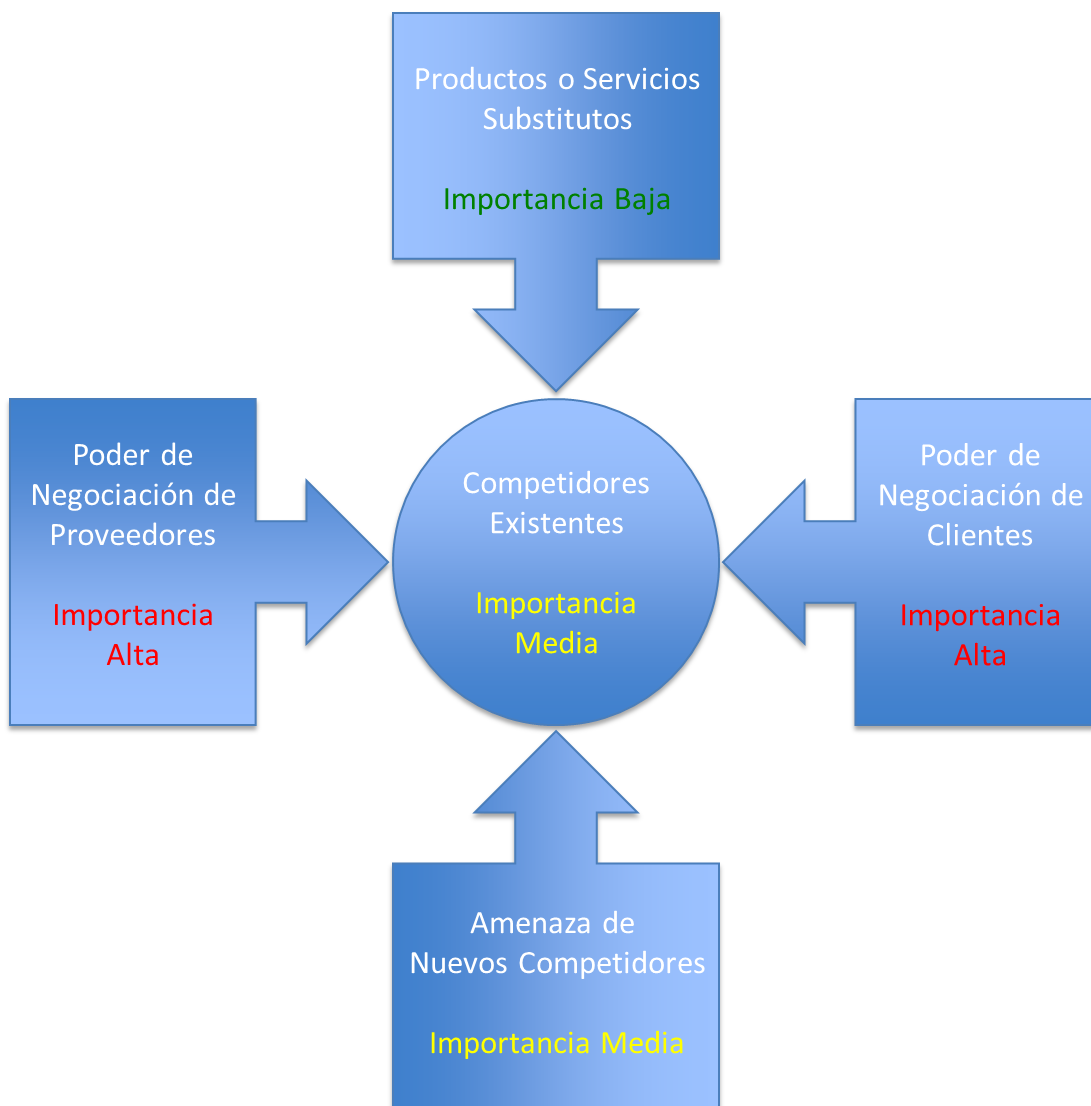 Productos o Servicios
Substitutos
Importancia Baja
Poder de
Negociación de
Proveedores
Importancia
Alta
Competidores
Existentes
Importancia
Media
Poder de
Negociación de
Clientes
Importancia
Alta
Amenaza de
Nuevos Competidores
Importancia Media